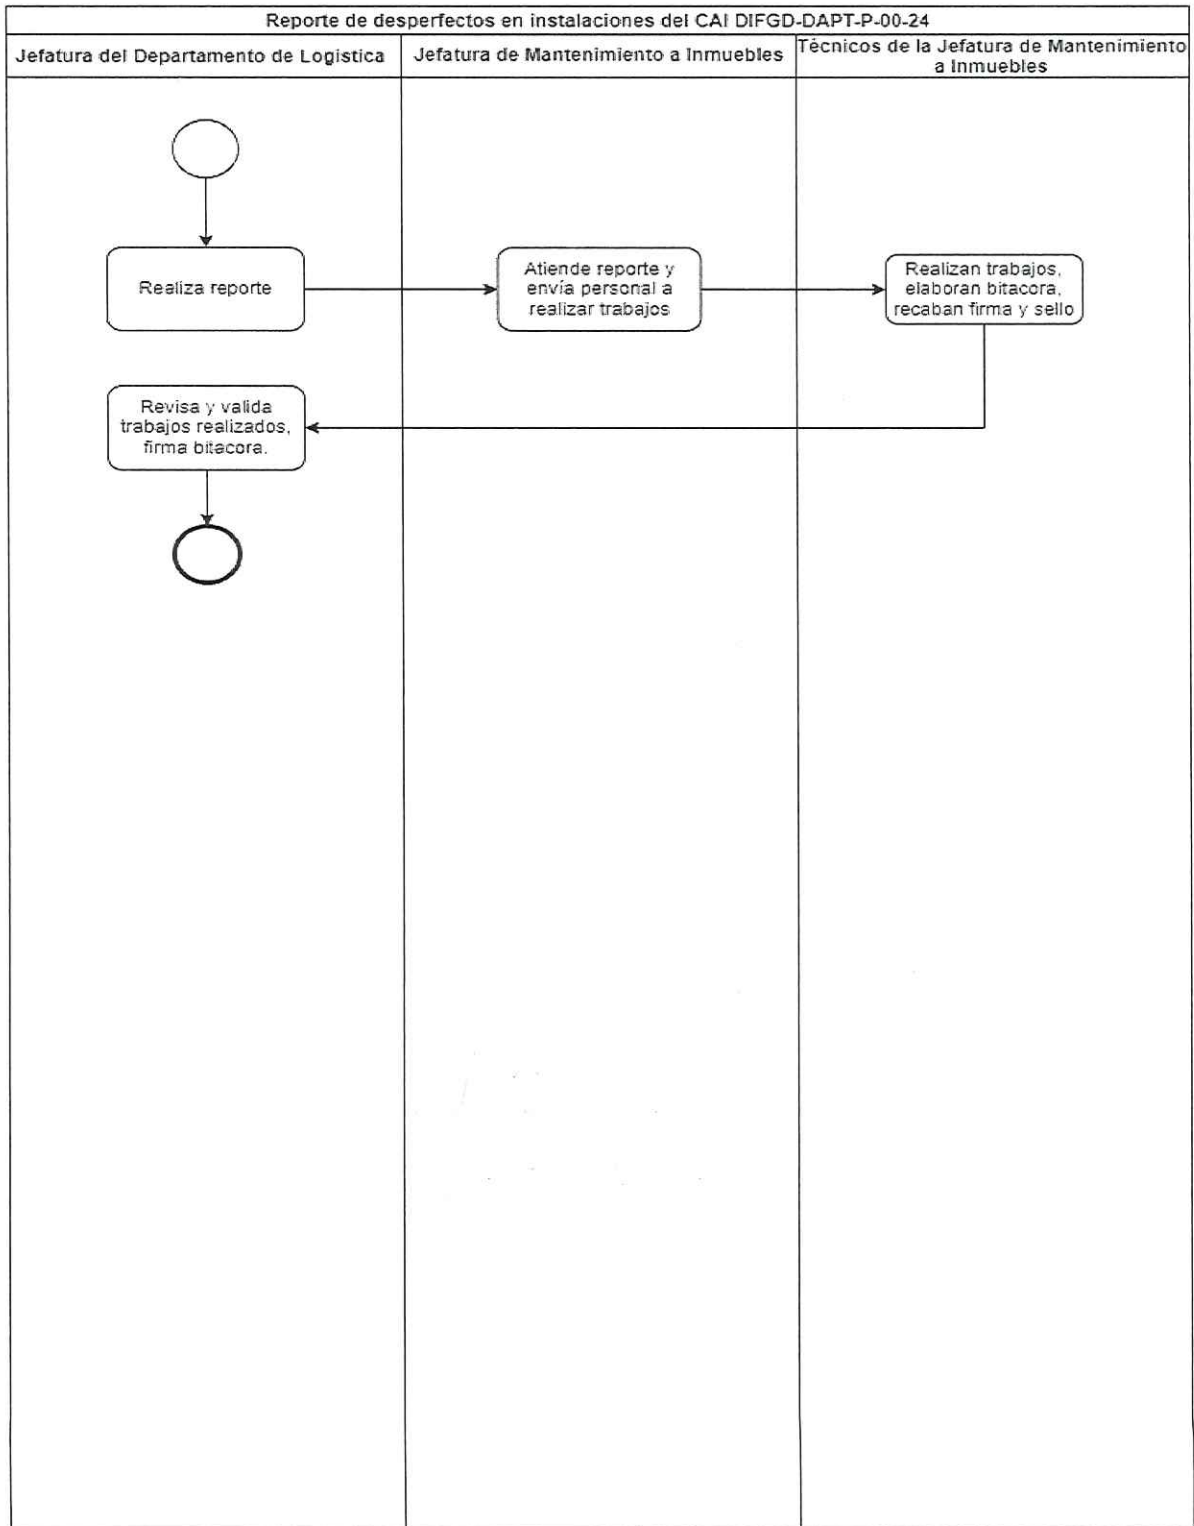 Reporte de desperfectos en instalaciones del CAI DIFGD-DAPT-P-00-24
Jefatura del Departamento de Logistica
Jefatura de Mantenimiento a Inmuebles
Técnicos de la Jefatura de Mantenimiento
a Inmuebles
Realiza reporte
Atiende reporte y
envía personal a
realizar trabajos
Realizan trabajos,
elaboran bitacora,
recaban firma y sello
Revisa y valida
trabajos realizados,
firma bitacora.